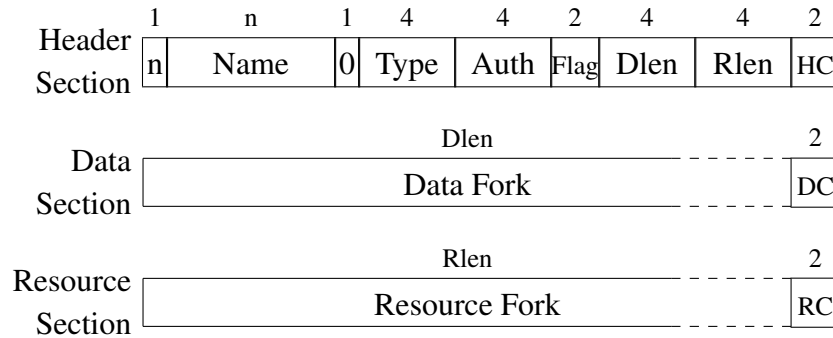 1 n 1 4 4 2 4 4 2
Header Section
n Name 0 Type Auth Flag Dlen Rlen HC
Dlen 2
Data Section
Data Fork DC
Rlen 2
Resource Section
Resource Fork RC